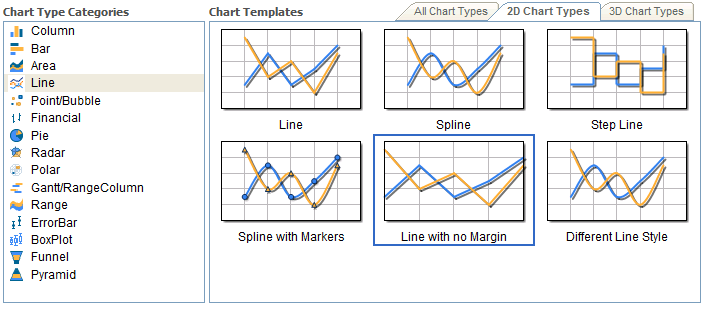 Chart Type Categories
Column
Bar
Area
Line
Point/Bubble
Financial
Pie
Radar
Polar
Gantt/RangeColumn
Range
ErrorBar
BoxPlot
Funnel
Pyramid
Chart Templates
All Chart Types
2D Chart Types
3D Chart Types
Line
Spline
Step Line
Spline with Markers
Line with no Margin
Different Line Style